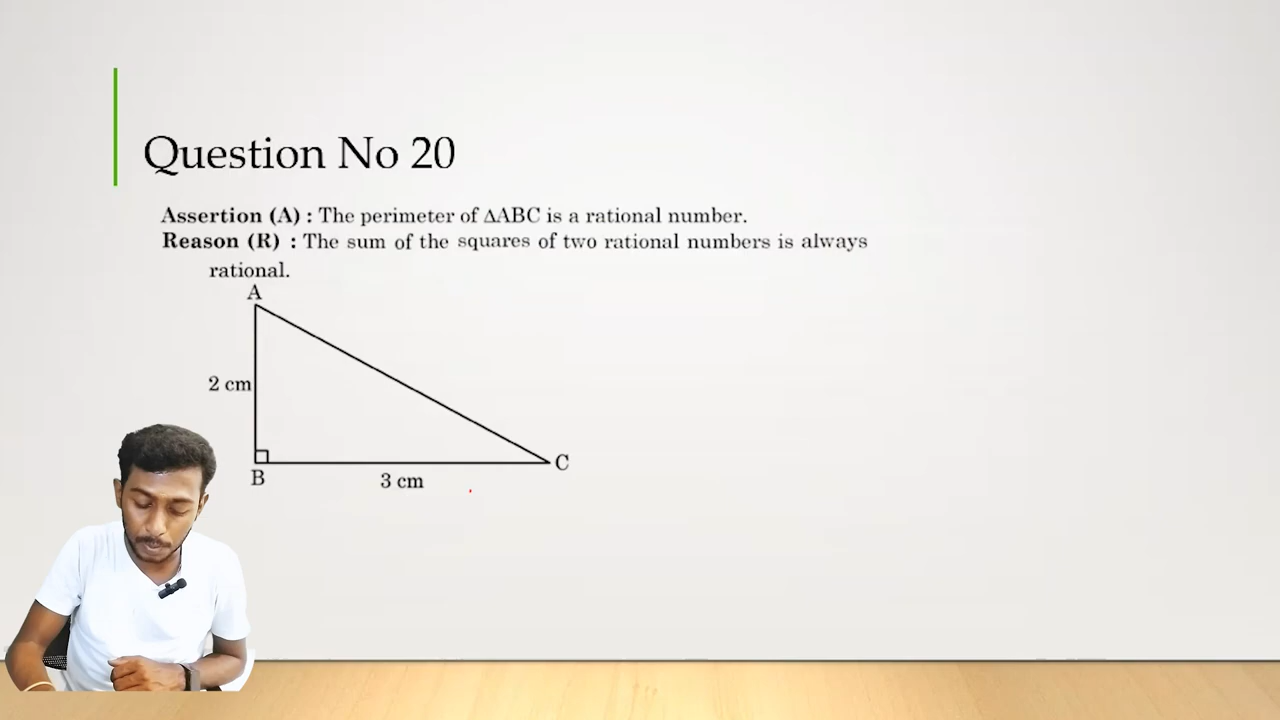 Question No 20
Assertion (A) : The perimeter of ΔABC is a rational number.
Reason (R) : The sum of the squares of two rational numbers is always
rational.
A
2 cm
B
3 cm
C